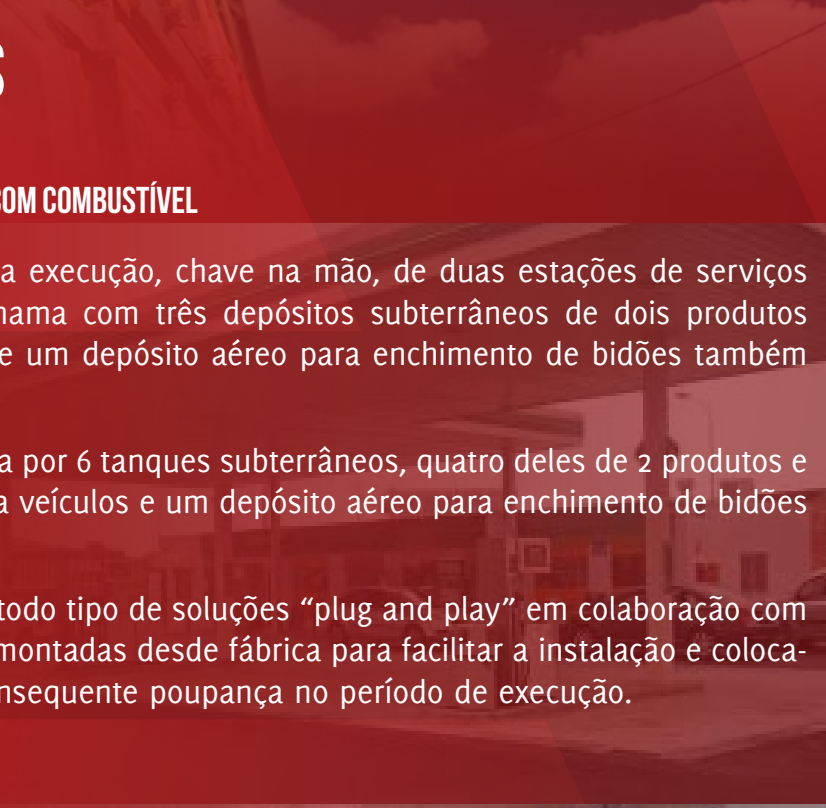 S
COM COMBUSTÍVEL
a execução, chave na mão, de duas estações de serviços
hama com três depósitos subterrâneos de dois produtos
e um depósito aéreo para enchimento de bidões também
a por 6 tanques subterrâneos, quatro deles de 2 produtos e
a veículos e um depósito aéreo para enchimento de bidões
todo tipo de soluções “plug and play” em colaboração com
montadas desde fábrica para facilitar a instalação e coloca-
nsequente poupança no período de execução.